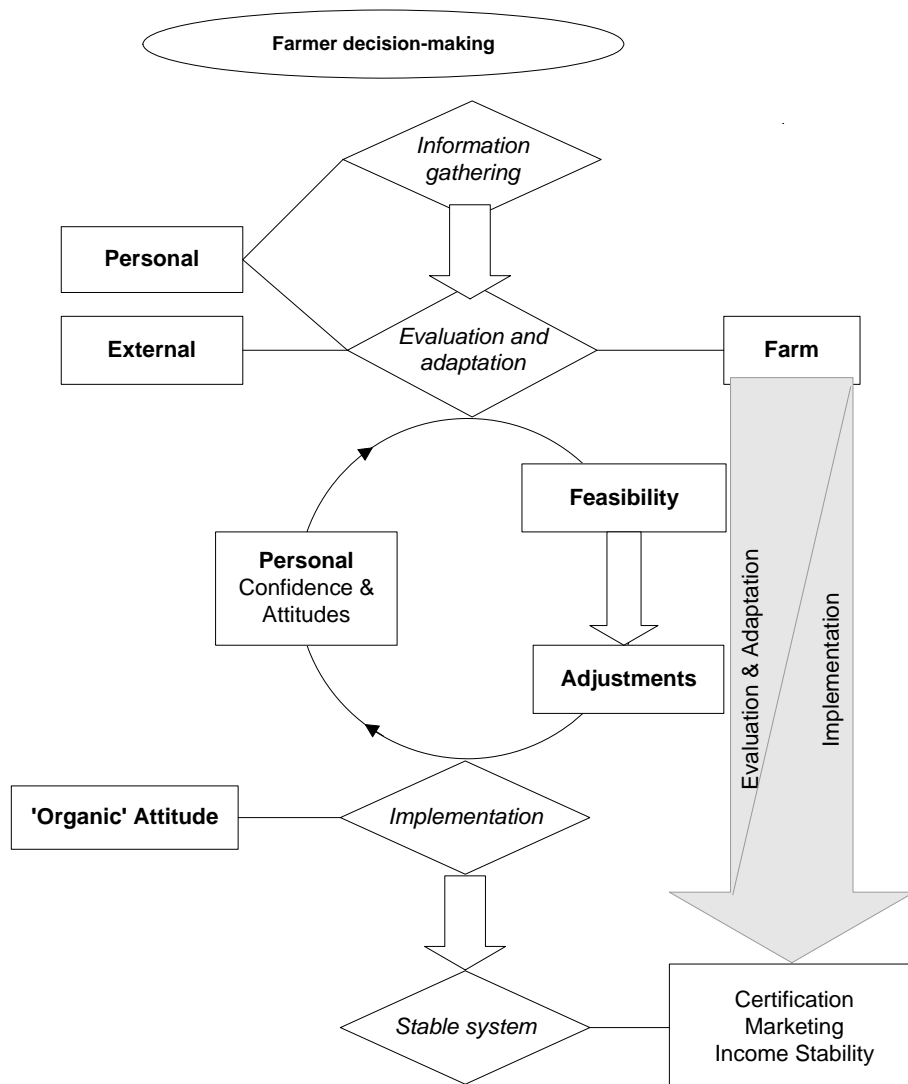 Farmer decision-making
Information
gathering
Personal
External
Evaluation and
adaptation
Farm
Feasibility
Personal
Confidence &
Attitudes
Adjustments
Evaluation & Adaptation
Implementation
'Organic' Attitude
Implementation
Stable system
Certification
Marketing
Income Stability